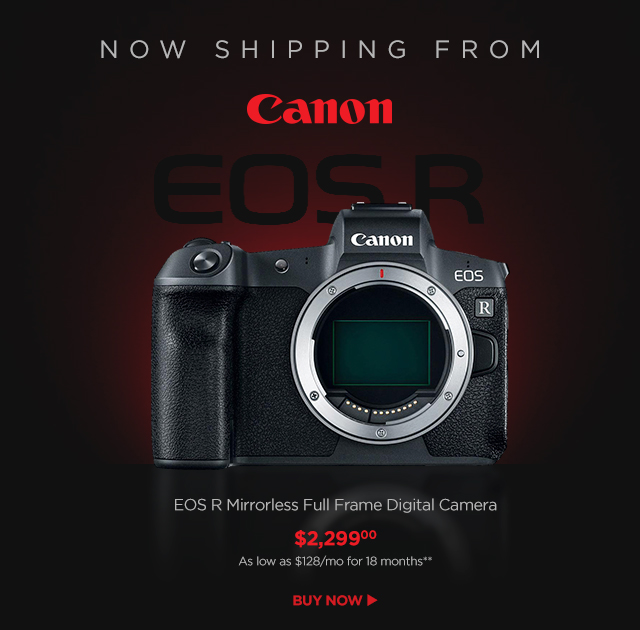 NOW SHIPPING FROM
Canon
EOS R
Canon
EOS
R
EOS R Mirrorless Full Frame Digital Camera
$2,299⁰⁰
As low as $128/mo for 18 months**
BUY NOW ▶